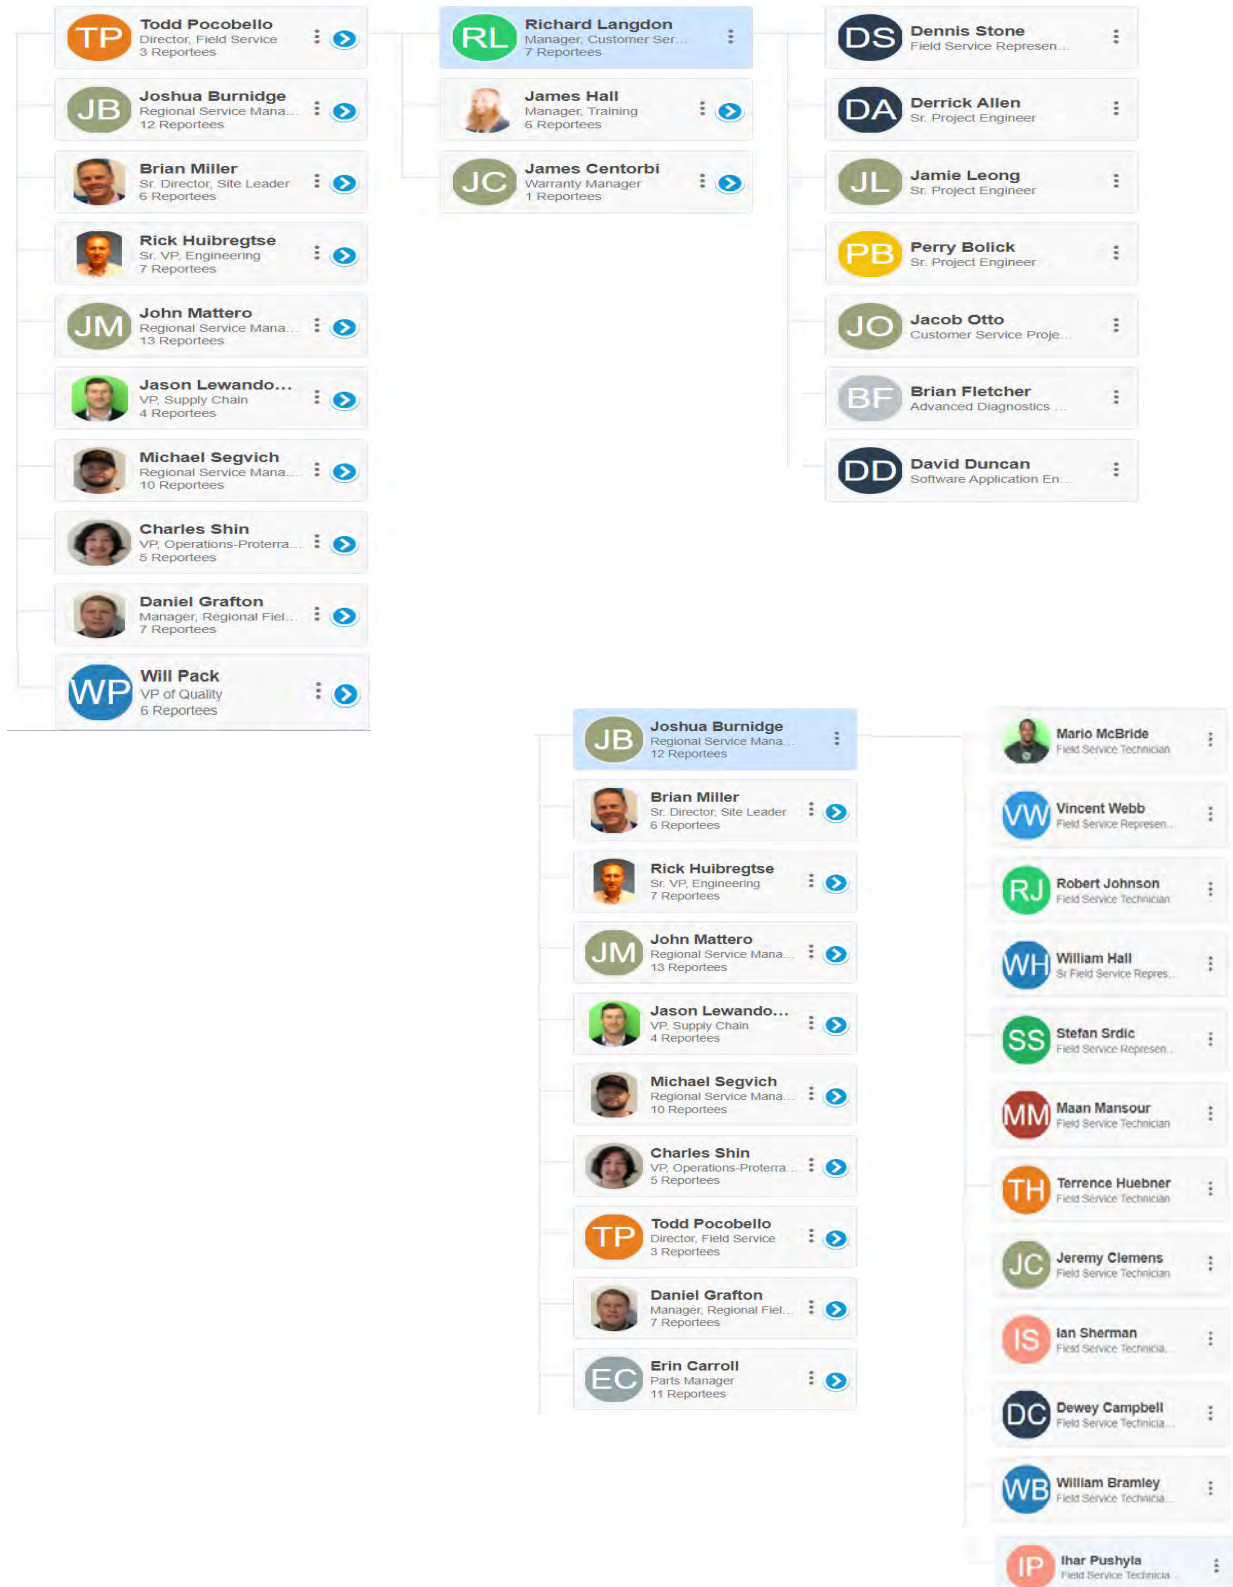 TP
Todd Pocobello
Director, Field Service
3 Reportees
JB
Joshua Burnidge
Regional Service Mana...
12 Reportees
Brian Miller
Sr. Director, Site Leader
6 Reportees
Rick Huibregtse
Sr. VP, Engineering
7 Reportees
JM
John Mattero
Regional Service Mana...
13 Reportees
Jason Lewando...
VP, Supply Chain
4 Reportees
Michael Segvich
Regional Service Mana...
10 Reportees
Charles Shin
VP, Operations-Proterra...
5 Reportees
Daniel Grafton
Manager, Regional Fiel...
7 Reportees
WP
Will Pack
VP of Quality
6 Reportees
RL
Richard Langdon
Manager, Customer Ser...
7 Reportees
James Hall
Manager, Training
6 Reportees
JC
James Centorbi
Warranty Manager
1 Reportees
DS
Dennis Stone
Field Service Represen...
DA
Derrick Allen
Sr. Project Engineer
JL
Jamie Leong
Sr. Project Engineer
PB
Perry Bolick
Sr. Project Engineer
JO
Jacob Otto
Customer Service Proje...
BF
Brian Fletcher
Advanced Diagnostics ...
DD
David Duncan
Software Application En...
JB
Joshua Burnidge
Regional Service Mana...
12 Reportees
Brian Miller
Sr. Director, Site Leader
6 Reportees
Rick Huibregtse
Sr. VP, Engineering
7 Reportees
JM
John Mattero
Regional Service Mana...
13 Reportees
Jason Lewando...
VP, Supply Chain
4 Reportees
Michael Segvich
Regional Service Mana...
10 Reportees
Charles Shin
VP, Operations-Proterra...
5 Reportees
TP
Todd Pocobello
Director, Field Service
3 Reportees
Daniel Grafton
Manager, Regional Fiel...
7 Reportees
EC
Erin Carroll
Parts Manager
11 Reportees
Mario McBride
Field Service Technician
VW
Vincent Webb
Field Service Represen...
RJ
Robert Johnson
Field Service Technician
WH
William Hall
Sr Field Service Repres...
SS
Stefan Srdic
Field Service Represen...
MM
Maan Mansour
Field Service Technician
TH
Terrence Huebner
Field Service Technician
JC
Jeremy Clemens
Field Service Technician
IS
Ian Sherman
Field Service Technicia...
DC
Dewey Campbell
Field Service Technicia...
WB
William Bramley
Field Service Technicia...
IP
Ihar Pushyla
Field Service Technicia...